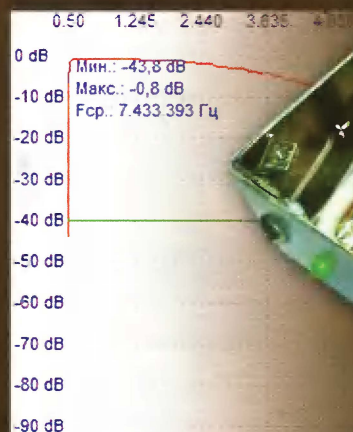 0.50 1.245 2.440 3.635
0 dB
Мин.: -43,8 dB
-10 dB
Макс.: -0,8 dB
Fср.: 7.433.393 Гц
-20 dB
-30 dB
-40 dB
-50 dB
-60 dB
-70 dB
-80 dB
-90 dB